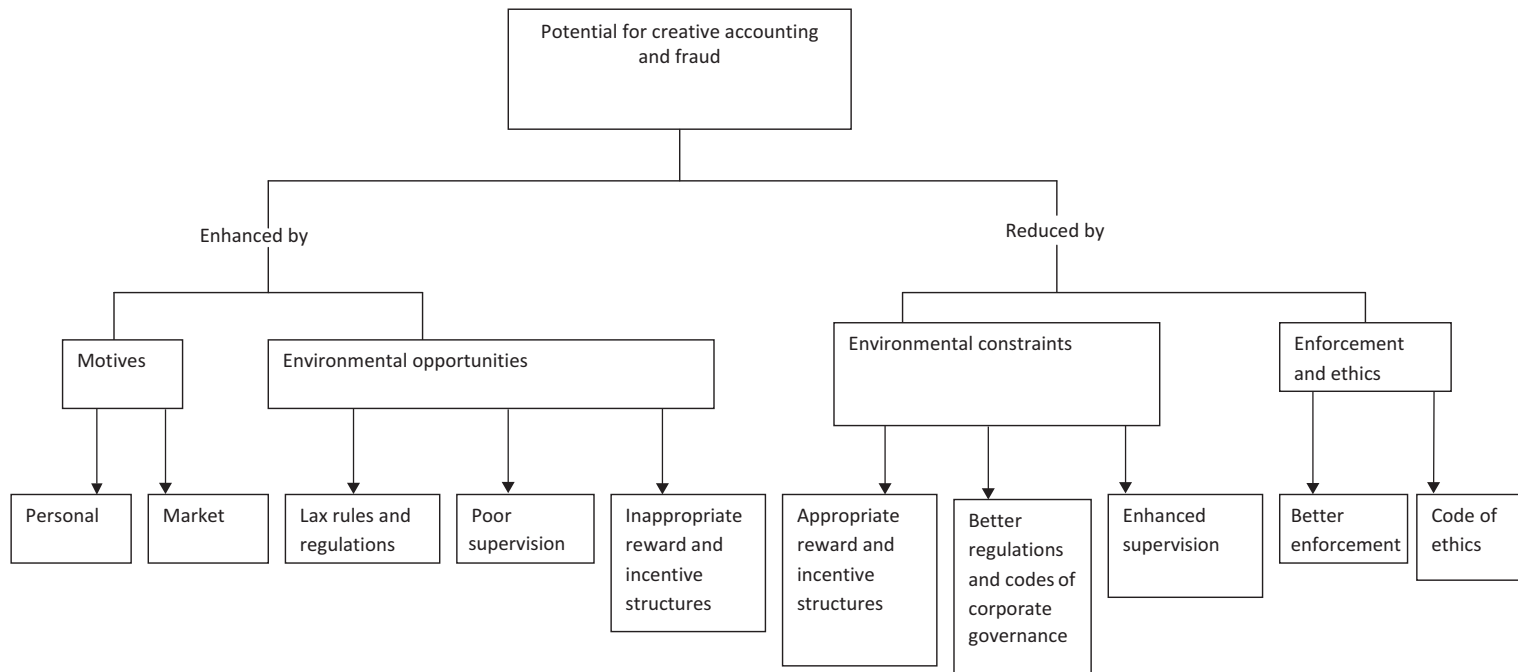 Potential for creative accounting
and fraud
Enhanced by
Reduced by
Motives
Environmental opportunities
Environmental constraints
Enforcement
and ethics
Personal
Market
Lax rules and
regulations
Poor
supervision
Inappropriate
reward and
incentive
structures
Appropriate
reward and
incentive
structures
Better
regulations
and codes of
corporate
governance
Enhanced
supervision
Better
enforcement
Code of
ethics